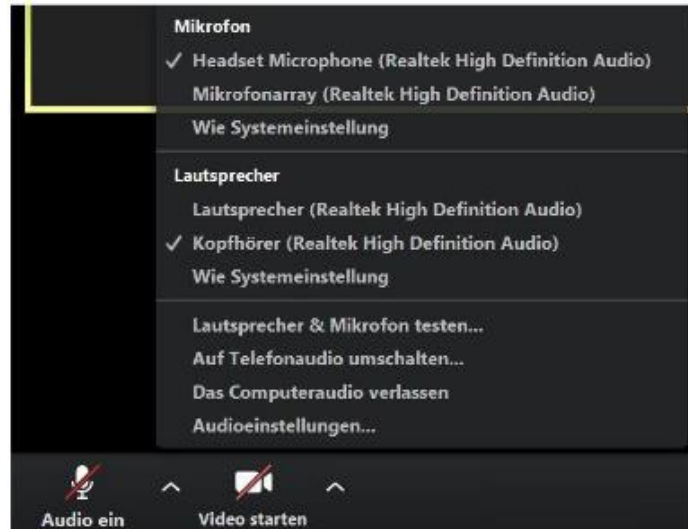 Mikrofon
Headset Microphone (Realtek High Definition Audio)
Mikrofonarray (Realtek High Definition Audio)
Wie Systemeinstellung
Lautsprecher
Lautsprecher (Realtek High Definition Audio)
Kopfhörer (Realtek High Definition Audio)
Wie Systemeinstellung
Lautsprecher & Mikrofon testen...
Auf Telefonaudio umschalten...
Das Computeraudio verlassen
Audioeinstellungen...
Audio ein
Video starten